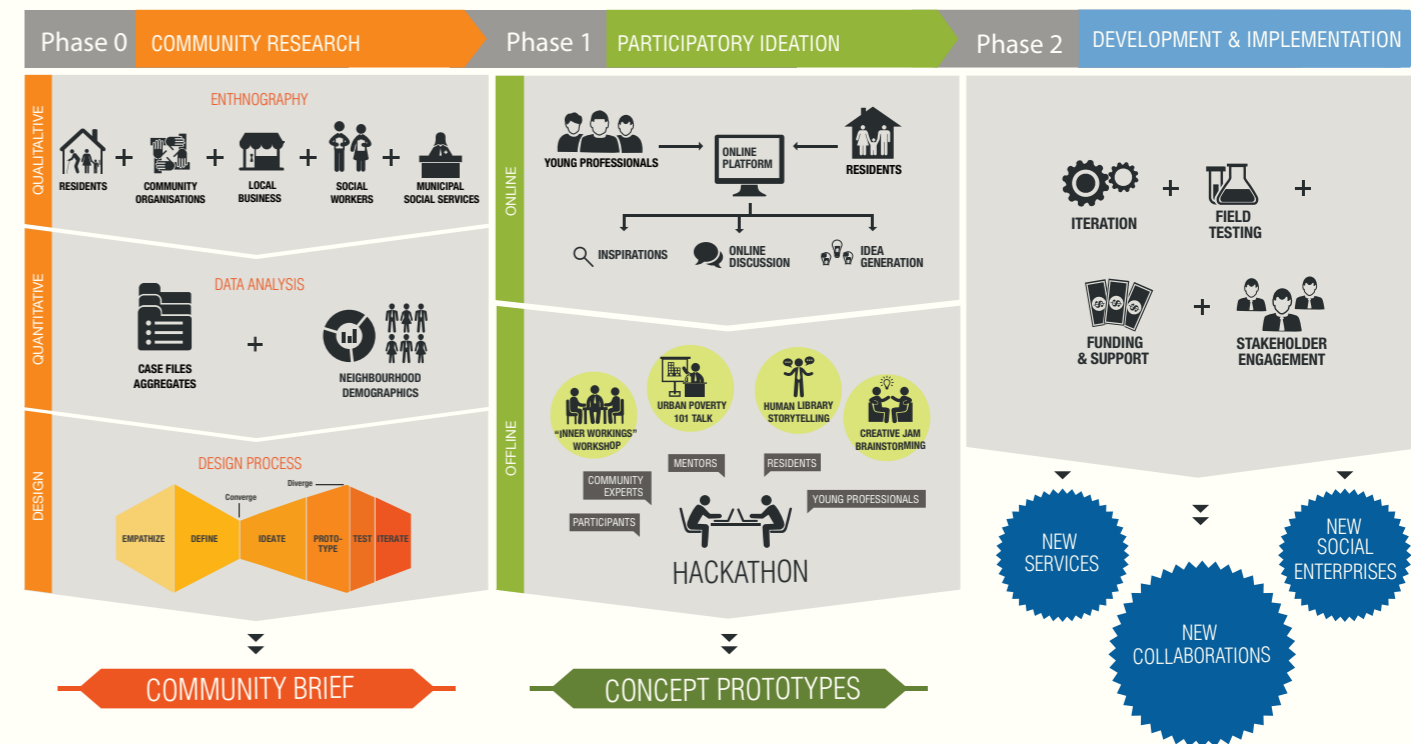 Phase 0
COMMUNITY RESEARCH
Phase 1
PARTICIPATORY IDEATION
Phase 2
DEVELOPMENT & IMPLEMENTATION
QUALITALTIVE
ENTHNOGRAPHY
RESIDENTS
+
COMMUNITY
ORGANISATIONS
+
LOCAL
BUSINESS
+
SOCIAL
WORKERS
+
MUNICIPAL
SOCIAL SERVICES
QUANTITATIVE
DATA ANALYSIS
CASE FILES
AGGREGATES
+
NEIGHBOURHOOD
DEMOGRAPHICS
DESIGN
DESIGN PROCESS
Converge
Diverge
EMPATHIZE
DEFINE
IDEATE
PROTO-
TYPE
TEST
ITERATE
COMMUNITY BRIEF
ONLINE
YOUNG PROFESSIONALS
ONLINE
PLATFORM
RESIDENTS
INSPIRATIONS
ONLINE
DISCUSSION
IDEA
GENERATION
OFFLINE
"INNER WORKINGS"
WORKSHOP
URBAN POVERTY
101 TALK
HUMAN LIBRARY
STORYTELLING
CREATIVE JAM
BRAINSTORMING
MENTORS
RESIDENTS
COMMUNITY
EXPERTS
YOUNG PROFESSIONALS
PARTICIPANTS
HACKATHON
CONCEPT PROTOTYPES
ITERATION
+
FIELD
TESTING
+
FUNDING
& SUPPORT
+
STAKEHOLDER
ENGAGEMENT
NEW
SERVICES
NEW
COLLABORATIONS
NEW
SOCIAL
ENTERPRISES